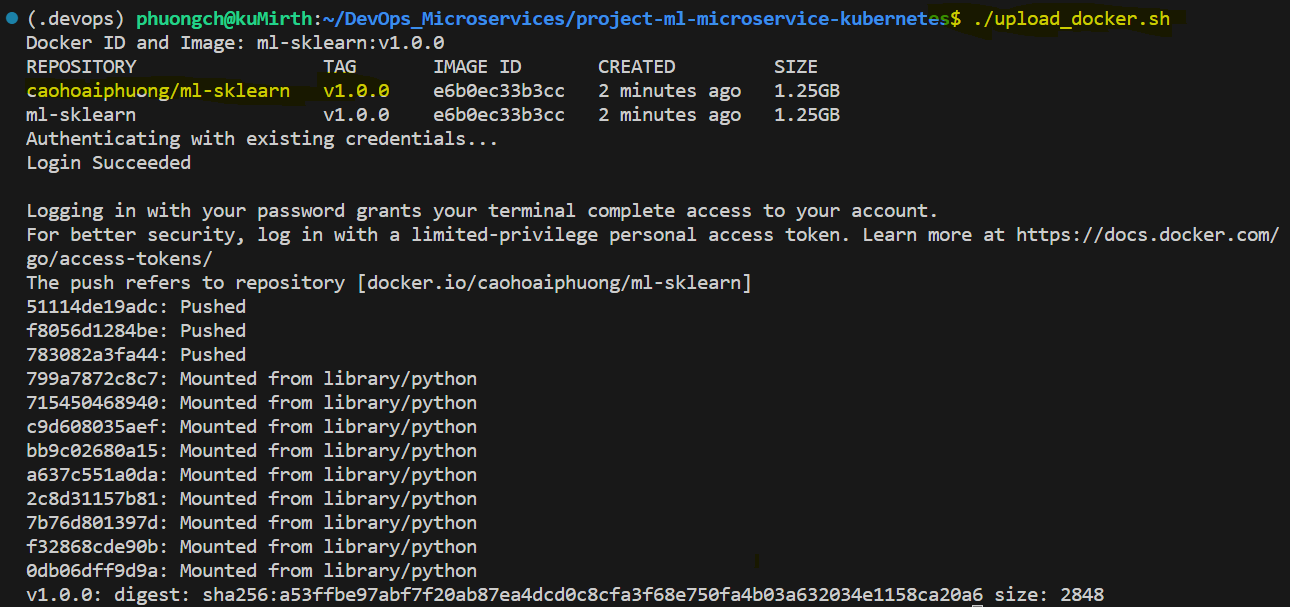 (.devops) phuongch@kuMirth:~/DevOps_Microservices/project-ml-microservice-kubernetes$ ./upload_docker.sh
Docker ID and Image: ml-sklearn:v1.0.0
REPOSITORY TAG IMAGE ID CREATED SIZE
caohoaiphuong/ml-sklearn v1.0.0 e6b0ec33b3cc 2 minutes ago 1.25GB
ml-sklearn v1.0.0 e6b0ec33b3cc 2 minutes ago 1.25GB
Authenticating with existing credentials...
Login Succeeded

Logging in with your password grants your terminal complete access to your account.
For better security, log in with a limited-privilege personal access token. Learn more at https://docs.docker.com/
go/access-tokens/
The push refers to repository [docker.io/caohoaiphuong/ml-sklearn]
51114de19adc: Pushed
f8056d1284be: Pushed
783082a3fa44: Pushed
799a7872c8c7: Mounted from library/python
715450468940: Mounted from library/python
c9d608035aef: Mounted from library/python
bb9c02680a15: Mounted from library/python
a637c551a0da: Mounted from library/python
2c8d31157b81: Mounted from library/python
7b76d801397d: Mounted from library/python
f32868cde90b: Mounted from library/python
0db06dff9d9a: Mounted from library/python
v1.0.0: digest: sha256:a53ffbe97abf7f20ab87ea4dcd0c8cfa3f68e750fa4b03a632034e1158ca20a6 size: 2848